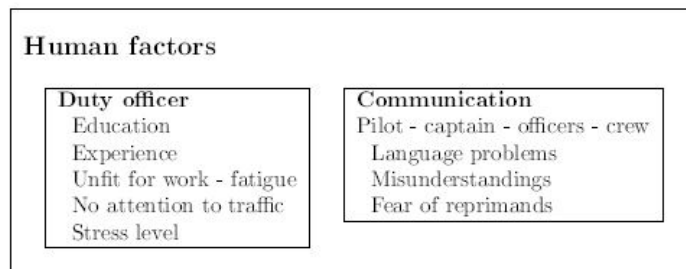 Human factors
Duty officer
Education
Experience
Unfit for work - fatigue
No attention to traffic
Stress level
Communication
Pilot - captain - officers - crew
Language problems
Misunderstandings
Fear of reprimands